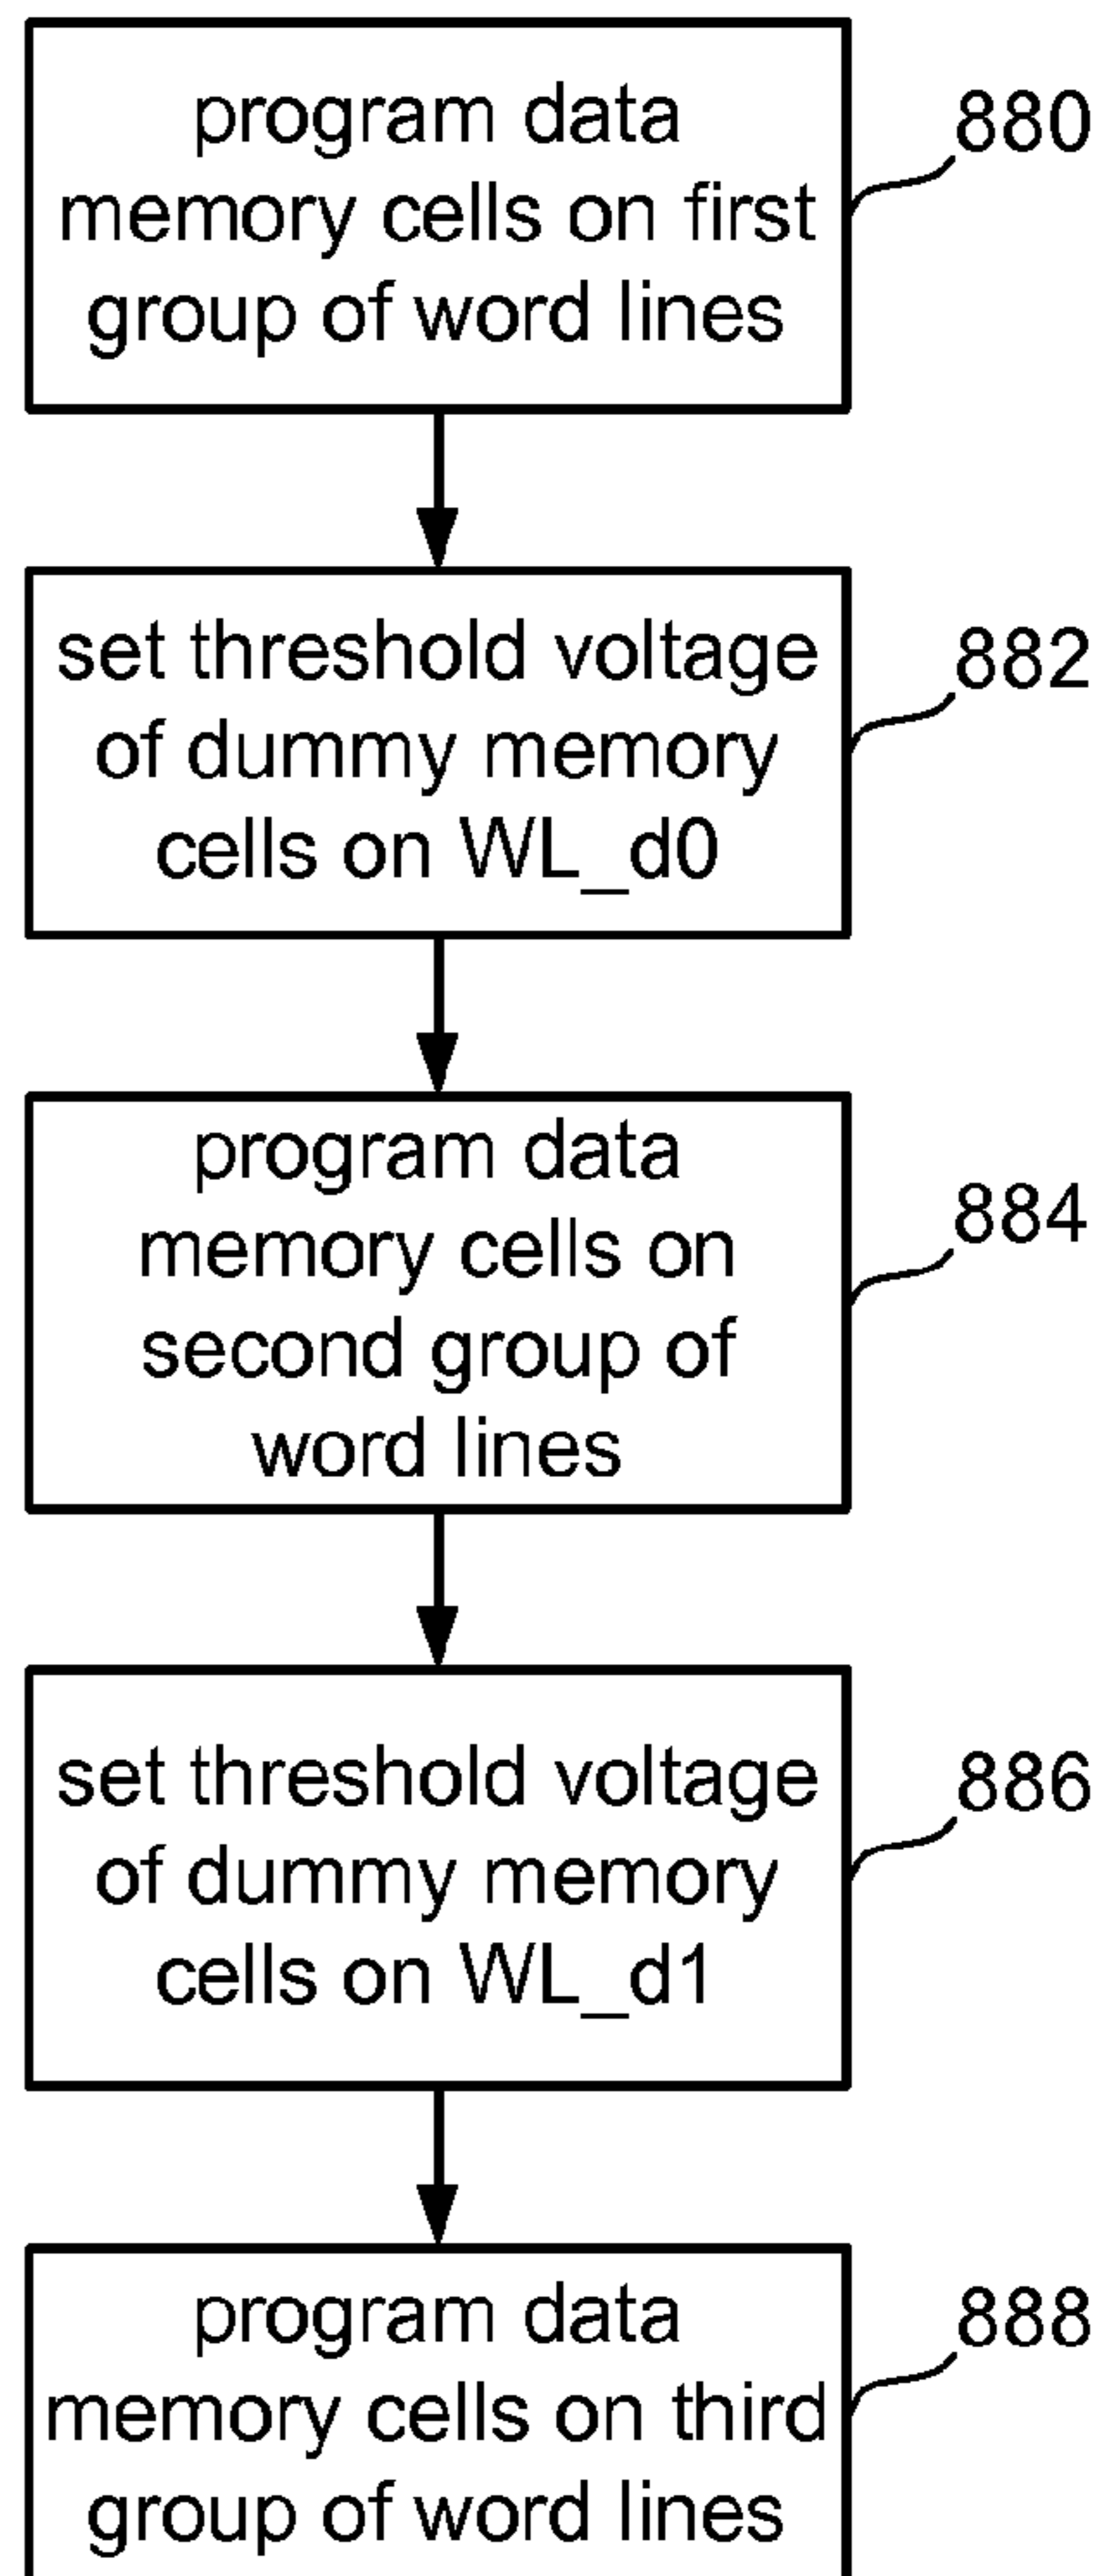 program data
memory cells on first
group of word lines
880
set threshold voltage
of dummy memory
cells on WL_d0
882
program data
memory cells on
second group of
word lines
884
set threshold voltage
of dummy memory
cells on WL_d1
886
program data
memory cells on third
group of word lines
888